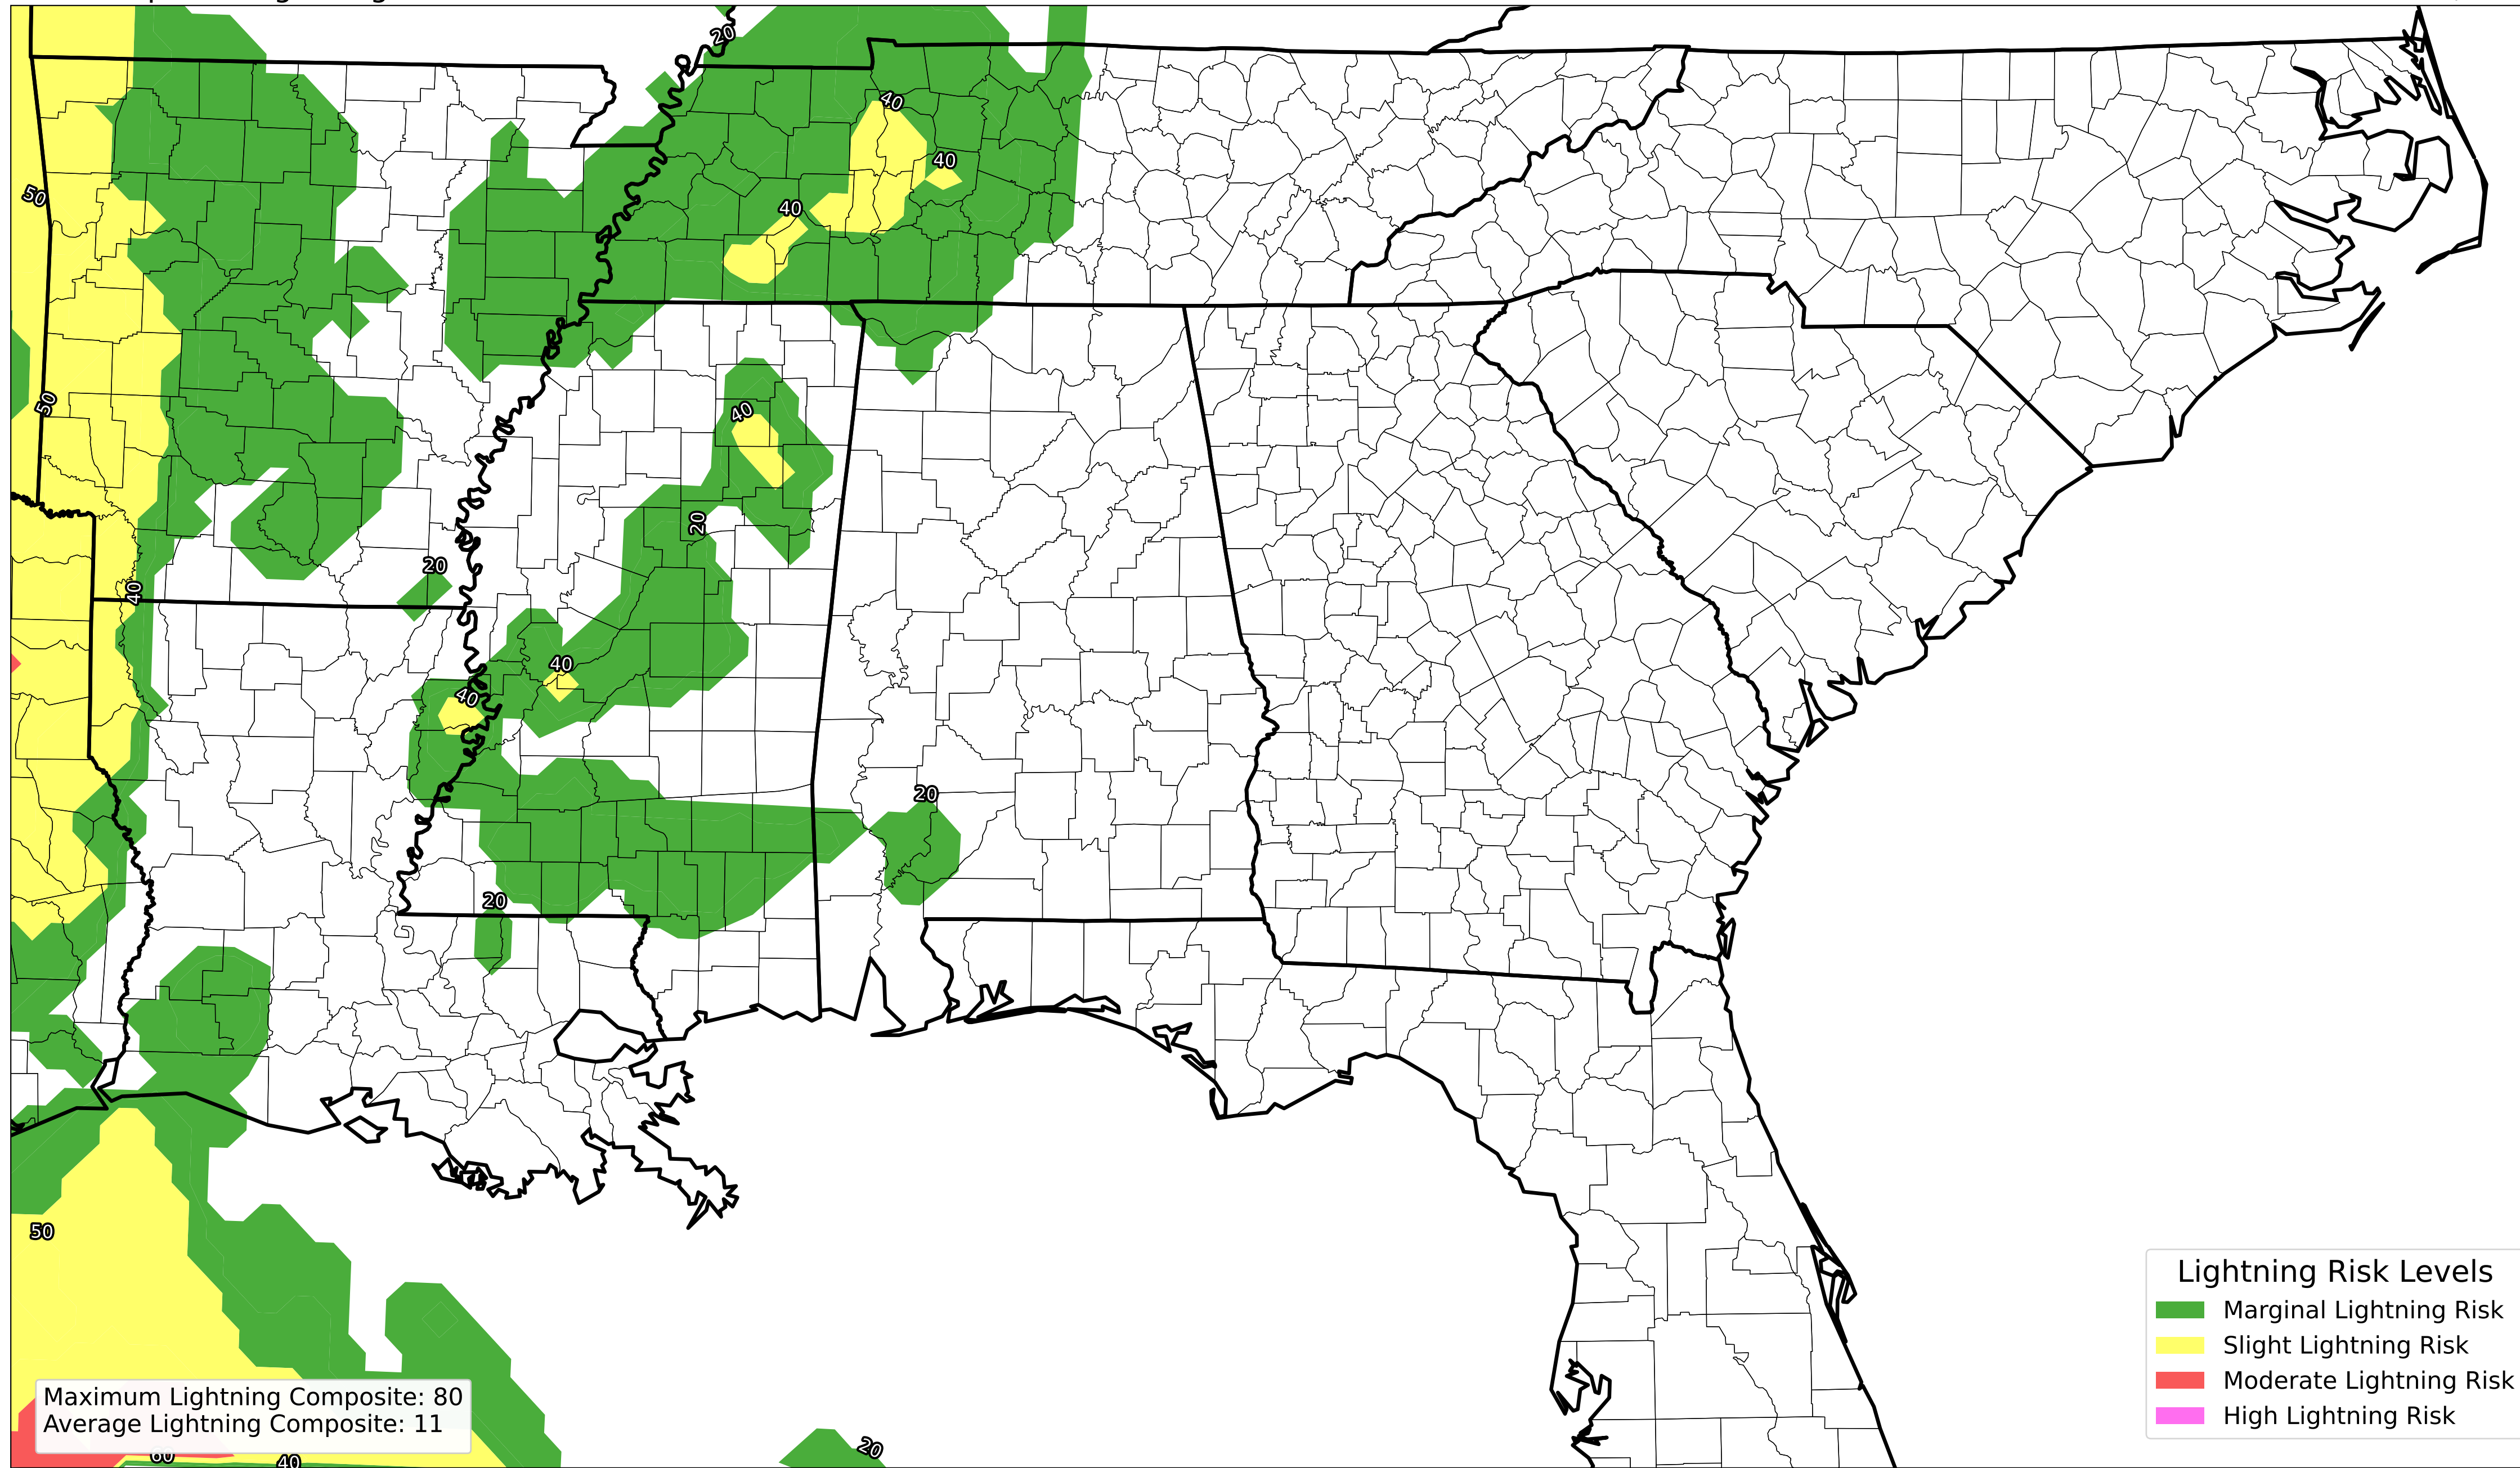 20
40
40
50
40
50
40
20
20
40
40
40
20
20
50
Lightning Risk Levels
Marginal Lightning Risk
Slight Lightning Risk
Moderate Lightning Risk
High Lightning Risk
Maximum Lightning Composite: 80
Average Lightning Composite: 11
20
40